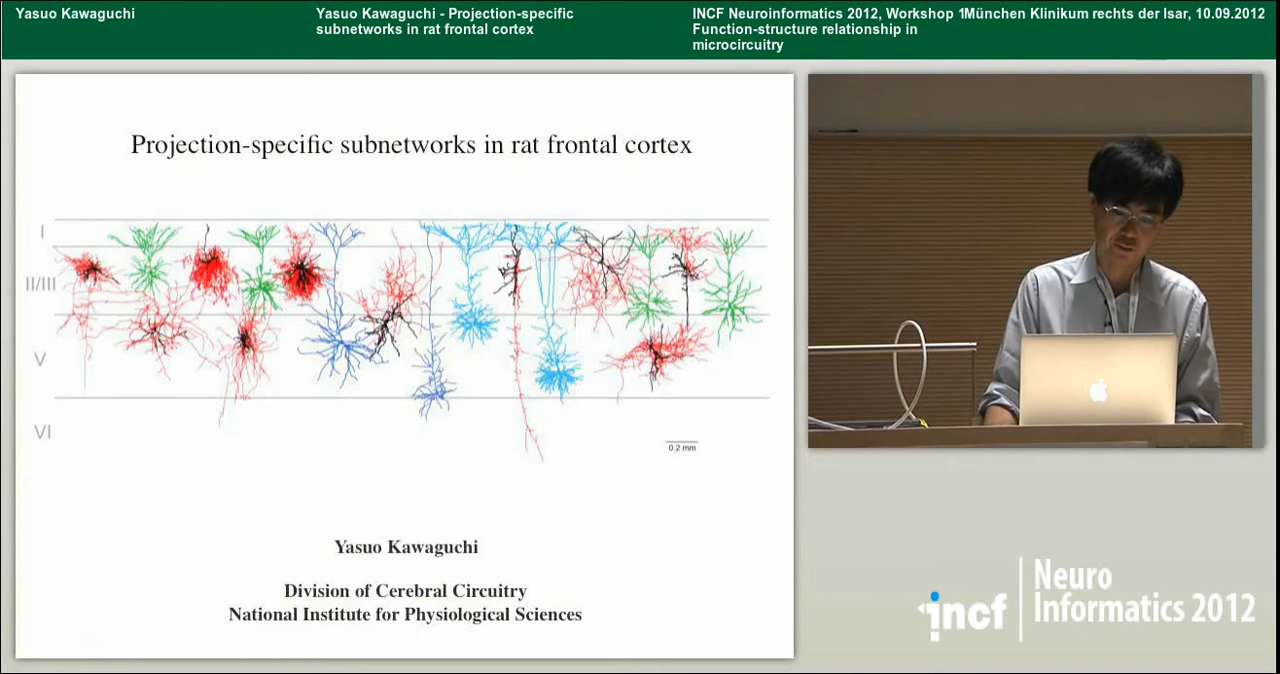 Yasuo Kawaguchi
Yasuo Kawaguchi - Projection-specific
subnetworks in rat frontal cortex
INCF Neuroinformatics 2012, Workshop 1München Klinikum rechts der Isar, 10.09.2012
Function-structure relationship in
microcircuitry
Projection-specific subnetworks in rat frontal cortex
I
II/III
V
VI
0.2 mm
Yasuo Kawaguchi
Division of Cerebral Circuitry
National Institute for Physiological Sciences
incf
Neuro
Informatics 2012